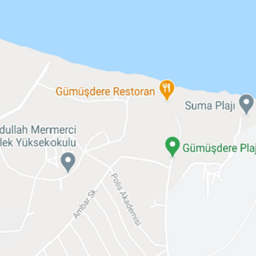 Gümüşdere Restoran
Suma Plajı
dullah Mermerci
lek Yüksekokulu
Gümüşdere Plaj
Ambar Sk.
Polis Akademisi